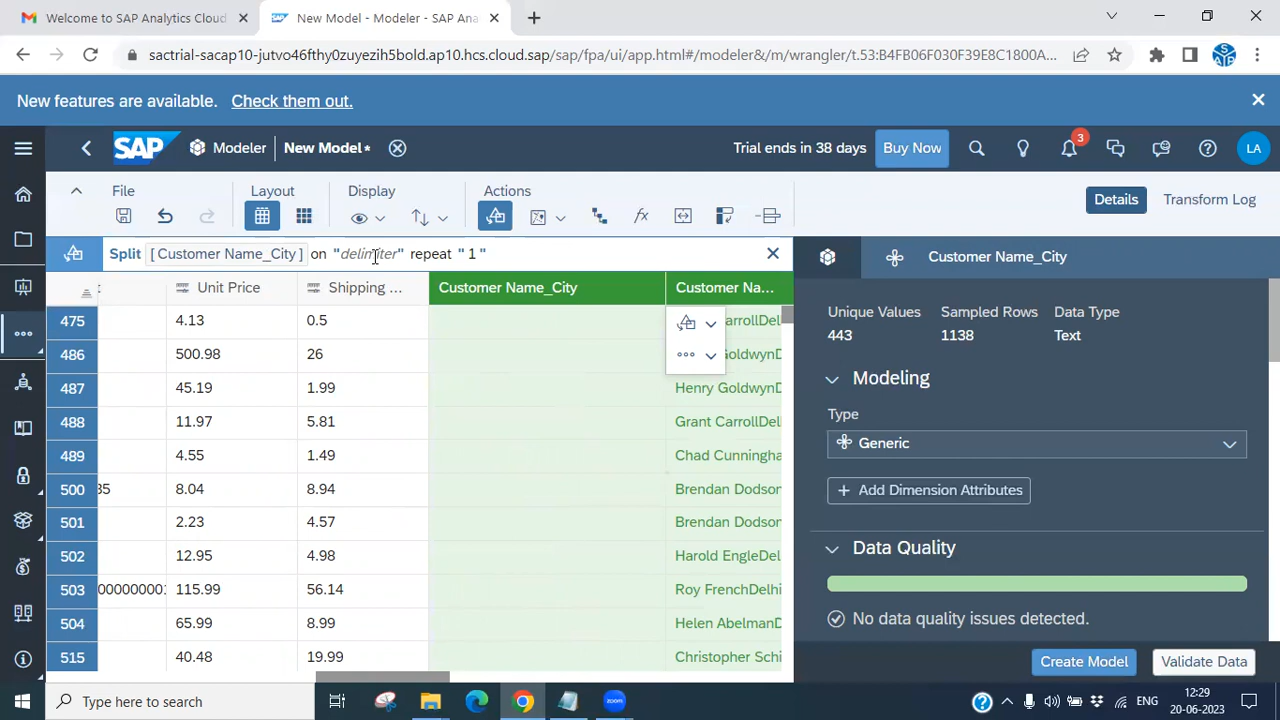 Welcome to SAP Analytics Cloud
New Model - Modeler - SAP Ana
sactrial-sacap10-jutvo46fthy0zuyezih5bold.ap10.hcs.cloud.sap/sap/fpa/ui/app.html#/modeler&/m/wrangler/t.53:B4FB06F030F39E8C1800A...
New features are available. Check them out.
SAP Modeler New Model * Trial ends in 38 days Buy Now 3 LA
File Layout Display Actions Details Transform Log
Split [ Customer Name_City ] on "delimiter" repeat " 1 " Customer Name_City
Unit Price Shipping ... Customer Name_City Customer Na...
475 4.13 0.5 arrollDel
486 500.98 26 GoldwynD
487 45.19 1.99 Henry GoldwynD
488 11.97 5.81 Grant CarrollDel
489 4.55 1.49 Chad Cunningha
500 35 8.04 8.94 Brendan Dodson
501 2.23 4.57 Brendan Dodson
502 12.95 4.98 Harold EngleDel
503 000000001 115.99 56.14 Roy FrenchDelhi
504 65.99 8.99 Helen AbelmanD
515 40.48 19.99 Christopher Schi
Unique Values Sampled Rows Data Type
443 1138 Text
Modeling
Type
Generic
+ Add Dimension Attributes
Data Quality
No data quality issues detected.
Create Model Validate Data
Type here to search
ENG
12:29
20-06-2023